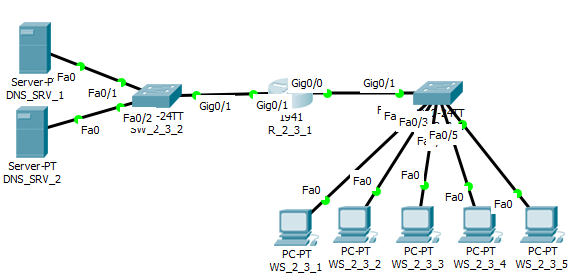 Server-P
DNS_SRV_1
Fa0
Fa0/1
Fa0/2
-24TT
SW_2_3_2
Gig0/1
Gig0/1
Gig0/0
1941
R_2_3_1
Gig0/1
Fa0
Server-PT
DNS_SRV_2
Fa0/3
-24TT
Fa0/5
Fa0
Fa0
Fa0
Fa0
Fa0
PC-PT
WS_2_3_1
PC-PT
WS_2_3_2
PC-PT
WS_2_3_3
PC-PT
WS_2_3_4
PC-PT
WS_2_3_5